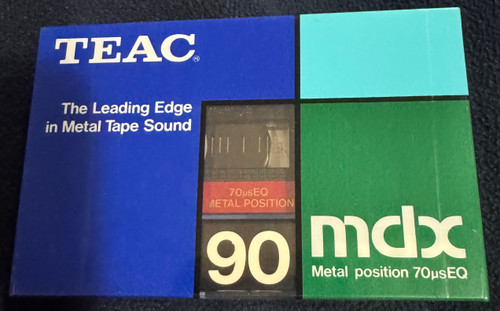 TEAC®
The Leading Edge
in Metal Tape Sound
70µsEQ
METAL POSITION
90
mdx
Metal position 70µsEQ